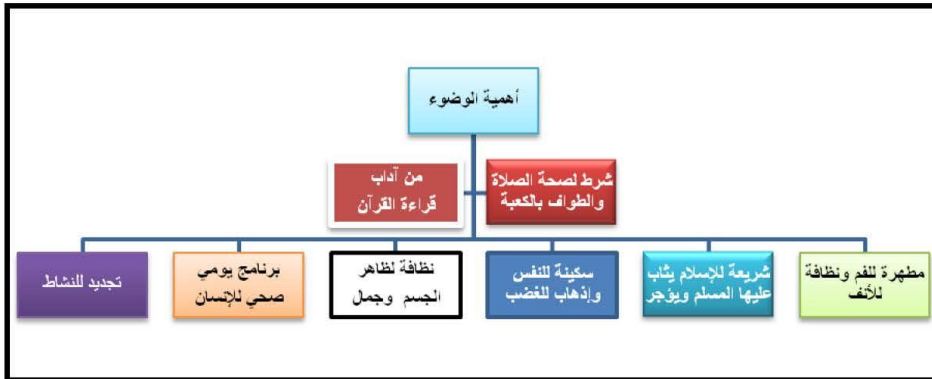 أهمية الوضوء
شرط لصحة الصلاة
والطواف بالكعبة
من آداب
قراءة القرآن
مطهرة للفم ونظافة
للأنف
شريعة للإسلام يثاب
عليها المسلم ويؤجر
سكينة للنفس
وإذهاب للغضب
نظافة لظاهر
الجسم وجمال
برنامج يومي
صحي للإنسان
تجديد للنشاط